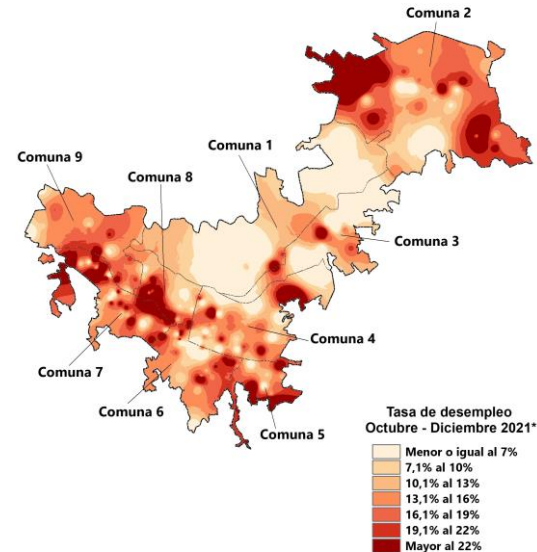 Comuna 2
Comuna 1
Comuna 9
Comuna 8
Comuna 3
Comuna 4
Comuna 7
Comuna 6
Comuna 5
Tasa de desempleo
Octubre - Diciembre 2021*
Menor o igual al 7%
7,1% al 10%
10,1% al 13%
13,1% al 16%
16,1% al 19%
19,1% al 22%
Mayor al 22%